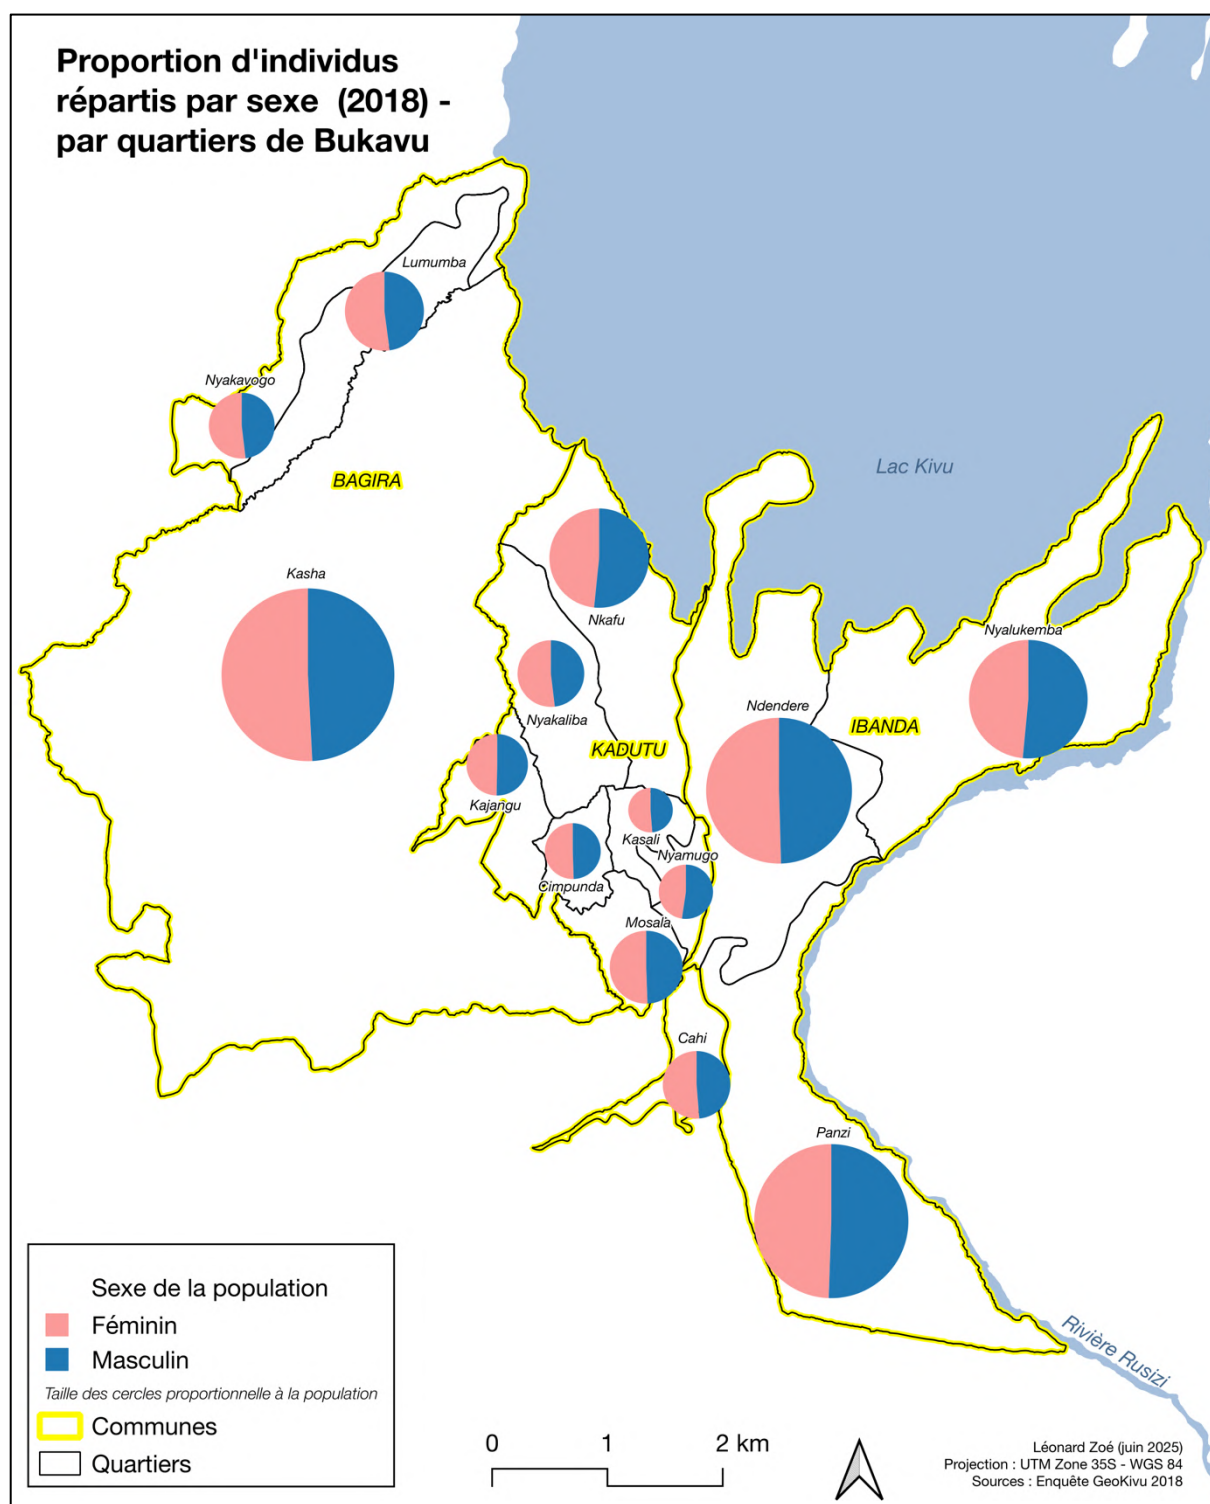 Proportion d'individus
répartis par sexe (2018) -
par quartiers de Bukavu
Lumumba
Nyakavogo
BAGIRA
Lac Kivu
Kasha
Nkafu
Nyalukemba
Nyakaliba
Ndendere
IBANDA
KADUTU
Kajangu
Kasali
Nyamugo
Cimpunda
Mosala
Cahi
Panzi
Rivière Rusizi
Sexe de la population
Féminin
Masculin
Taille des cercles proportionnelle à la population
Communes
Quartiers
0 1 2 km
Léonard Zoé (juin 2025)
Projection : UTM Zone 35S - WGS 84
Sources : Enquête GeoKivu 2018